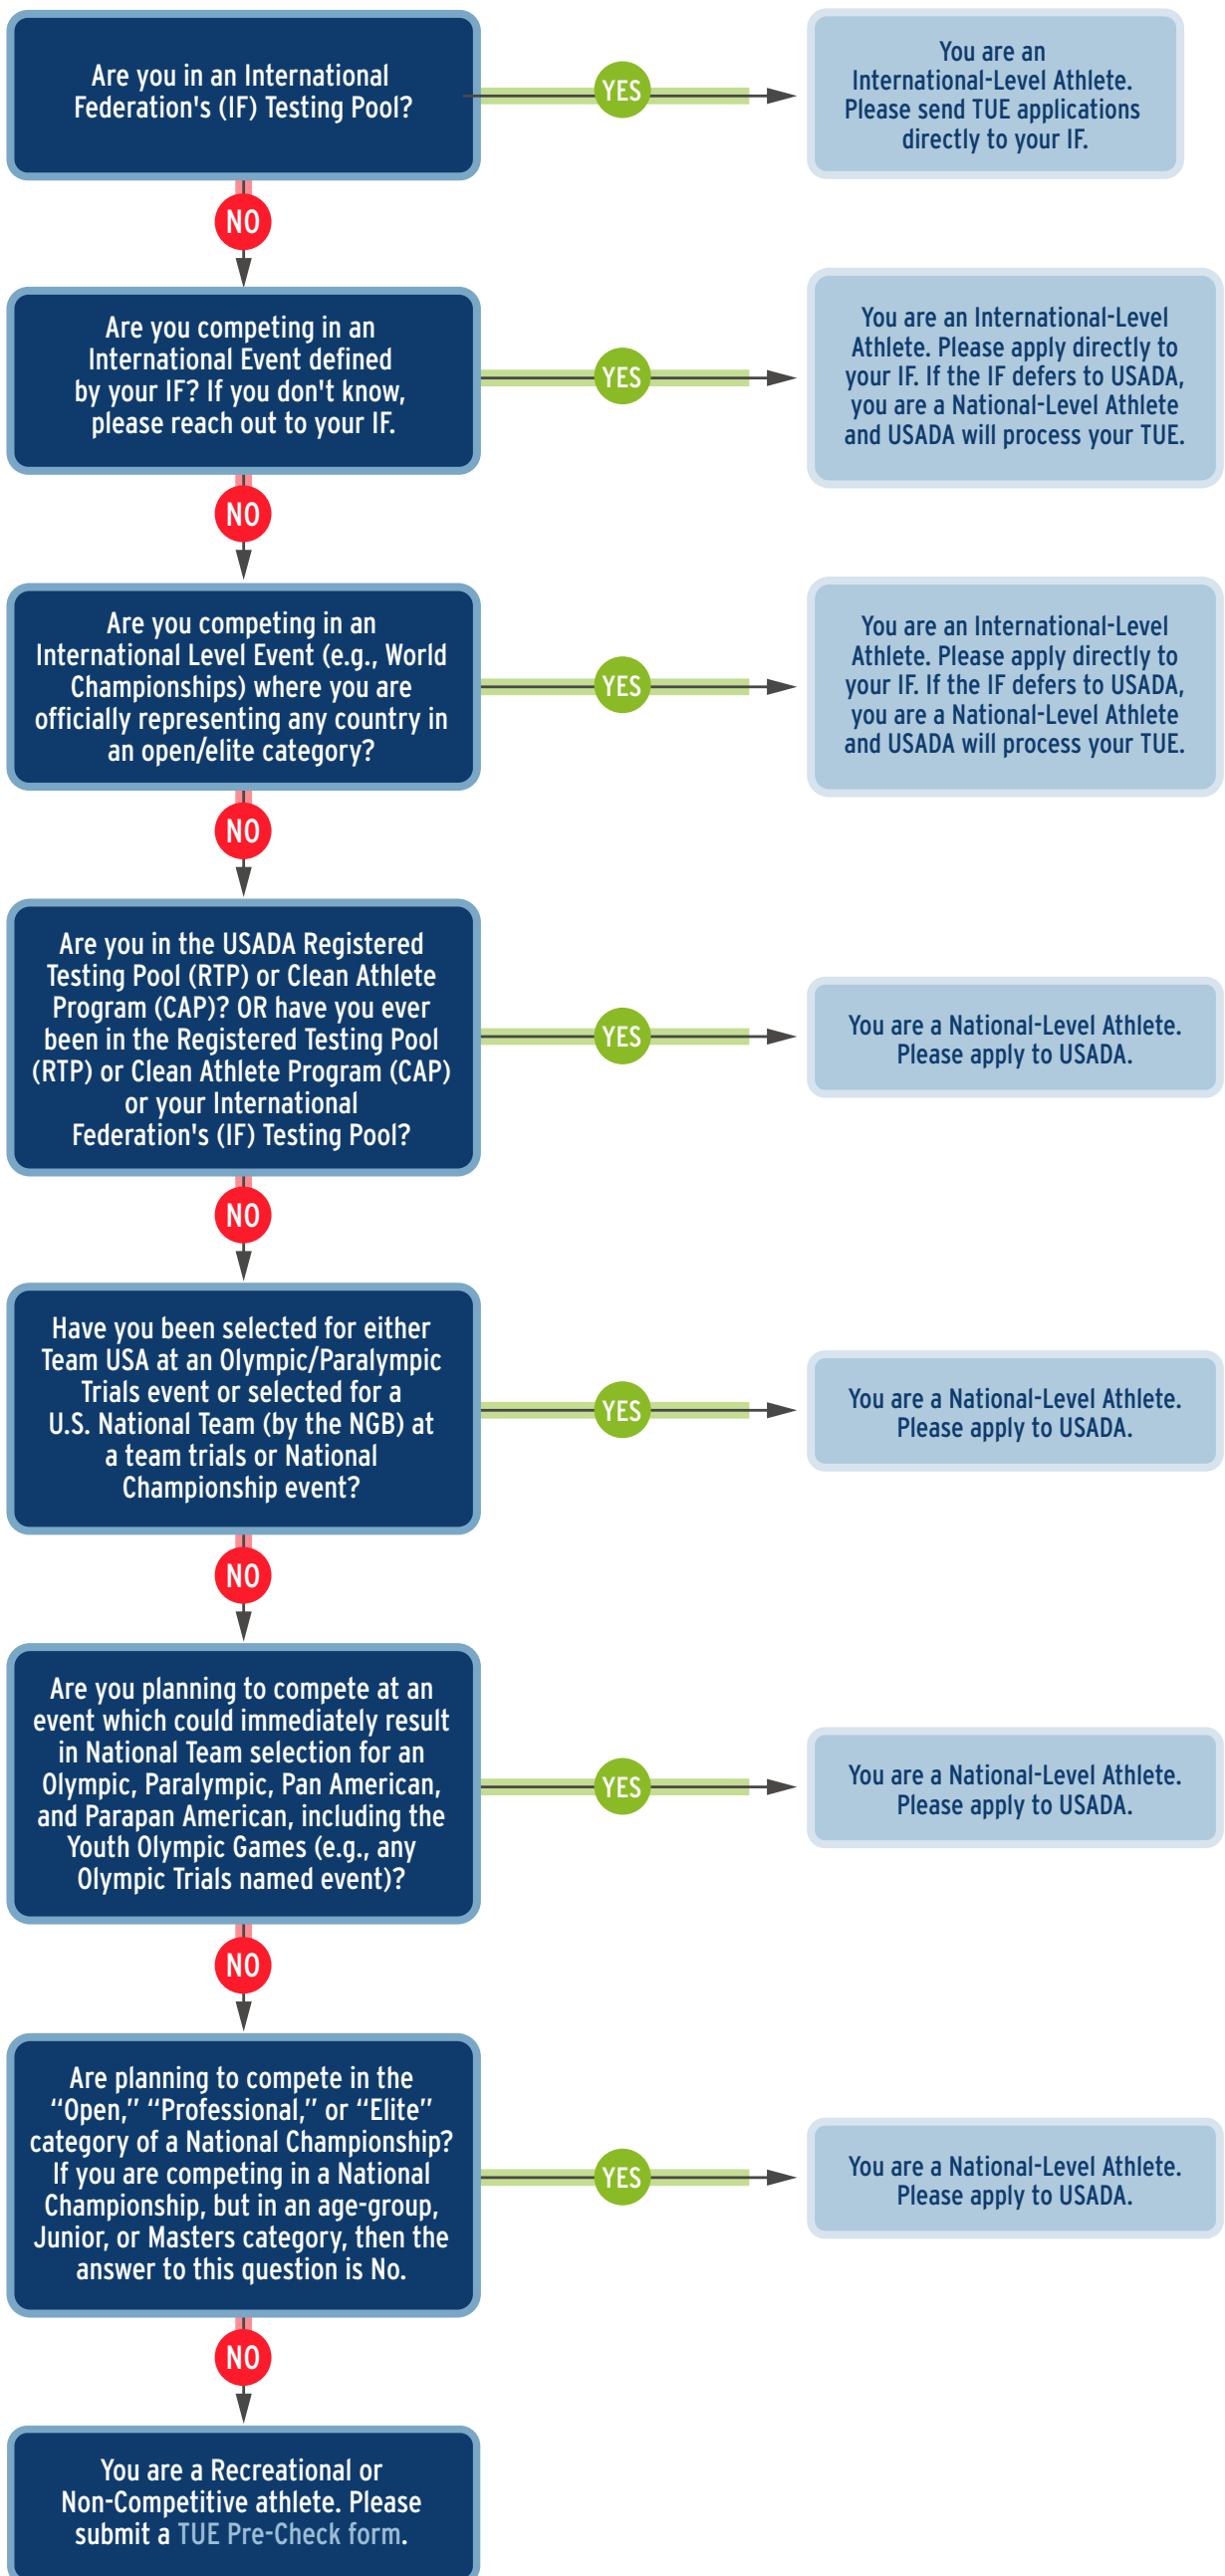 Are you in an International
Federation's (IF) Testing Pool?
YES
You are an
International-Level Athlete.
Please send TUE applications
directly to your IF.
NO
Are you competing in an
International Event defined
by your IF? If you don't know,
please reach out to your IF.
YES
You are an International-Level
Athlete. Please apply directly to
your IF. If the IF defers to USADA,
you are a National-Level Athlete
and USADA will process your TUE.
NO
Are you competing in an
International Level Event (e.g., World
Championships) where you are
officially representing any country in
an open/elite category?
YES
You are an International-Level
Athlete. Please apply directly to
your IF. If the IF defers to USADA,
you are a National-Level Athlete
and USADA will process your TUE.
NO
Are you in the USADA Registered
Testing Pool (RTP) or Clean Athlete
Program (CAP)? OR have you ever
been in the Registered Testing Pool
(RTP) or Clean Athlete Program (CAP)
or your International
Federation's (IF) Testing Pool?
YES
You are a National-Level Athlete.
Please apply to USADA.
NO
Have you been selected for either
Team USA at an Olympic/Paralympic
Trials event or selected for a
U.S. National Team (by the NGB) at
a team trials or National
Championship event?
YES
You are a National-Level Athlete.
Please apply to USADA.
NO
Are you planning to compete at an
event which could immediately result
in National Team selection for an
Olympic, Paralympic, Pan American,
and Parapan American, including the
Youth Olympic Games (e.g., any
Olympic Trials named event)?
YES
You are a National-Level Athlete.
Please apply to USADA.
NO
Are planning to compete in the
“Open,” “Professional,” or “Elite”
category of a National Championship?
If you are competing in a National
Championship, but in an age-group,
Junior, or Masters category, then the
answer to this question is No.
YES
You are a National-Level Athlete.
Please apply to USADA.
NO
You are a Recreational or
Non-Competitive athlete. Please
submit a TUE Pre-Check form.